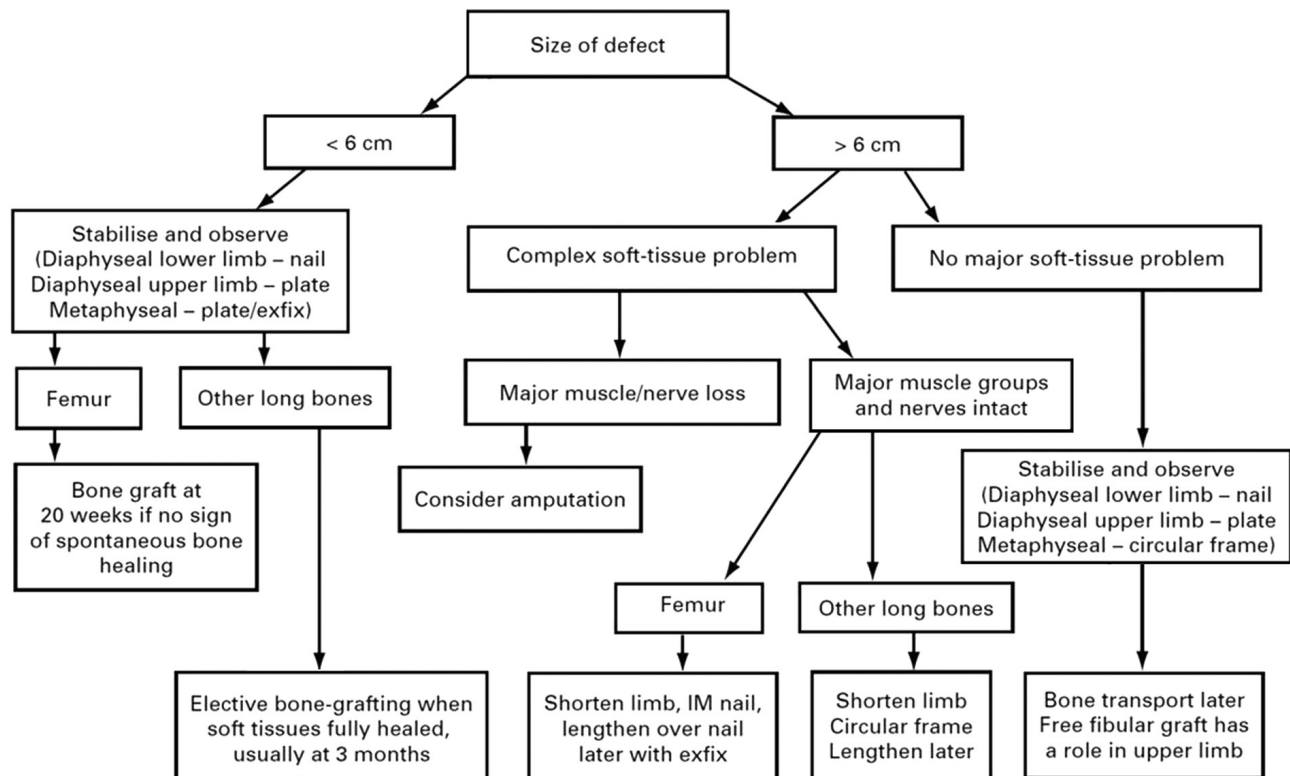 Size of defect
< 6 cm
> 6 cm
Stabilise and observe
(Diaphyseal lower limb – nail
Diaphyseal upper limb – plate
Metaphyseal – plate/exfix)
Complex soft-tissue problem
No major soft-tissue problem
Femur
Other long bones
Major muscle/nerve loss
Major muscle groups
and nerves intact
Bone graft at
20 weeks if no sign
of spontaneous bone
healing
Consider amputation
Stabilise and observe
(Diaphyseal lower limb – nail
Diaphyseal upper limb – plate
Metaphyseal – circular frame)
Femur
Other long bones
Elective bone-grafting when
soft tissues fully healed,
usually at 3 months
Shorten limb, IM nail,
lengthen over nail
later with exfix
Shorten limb
Circular frame
Lengthen later
Bone transport later
Free fibular graft has
a role in upper limb